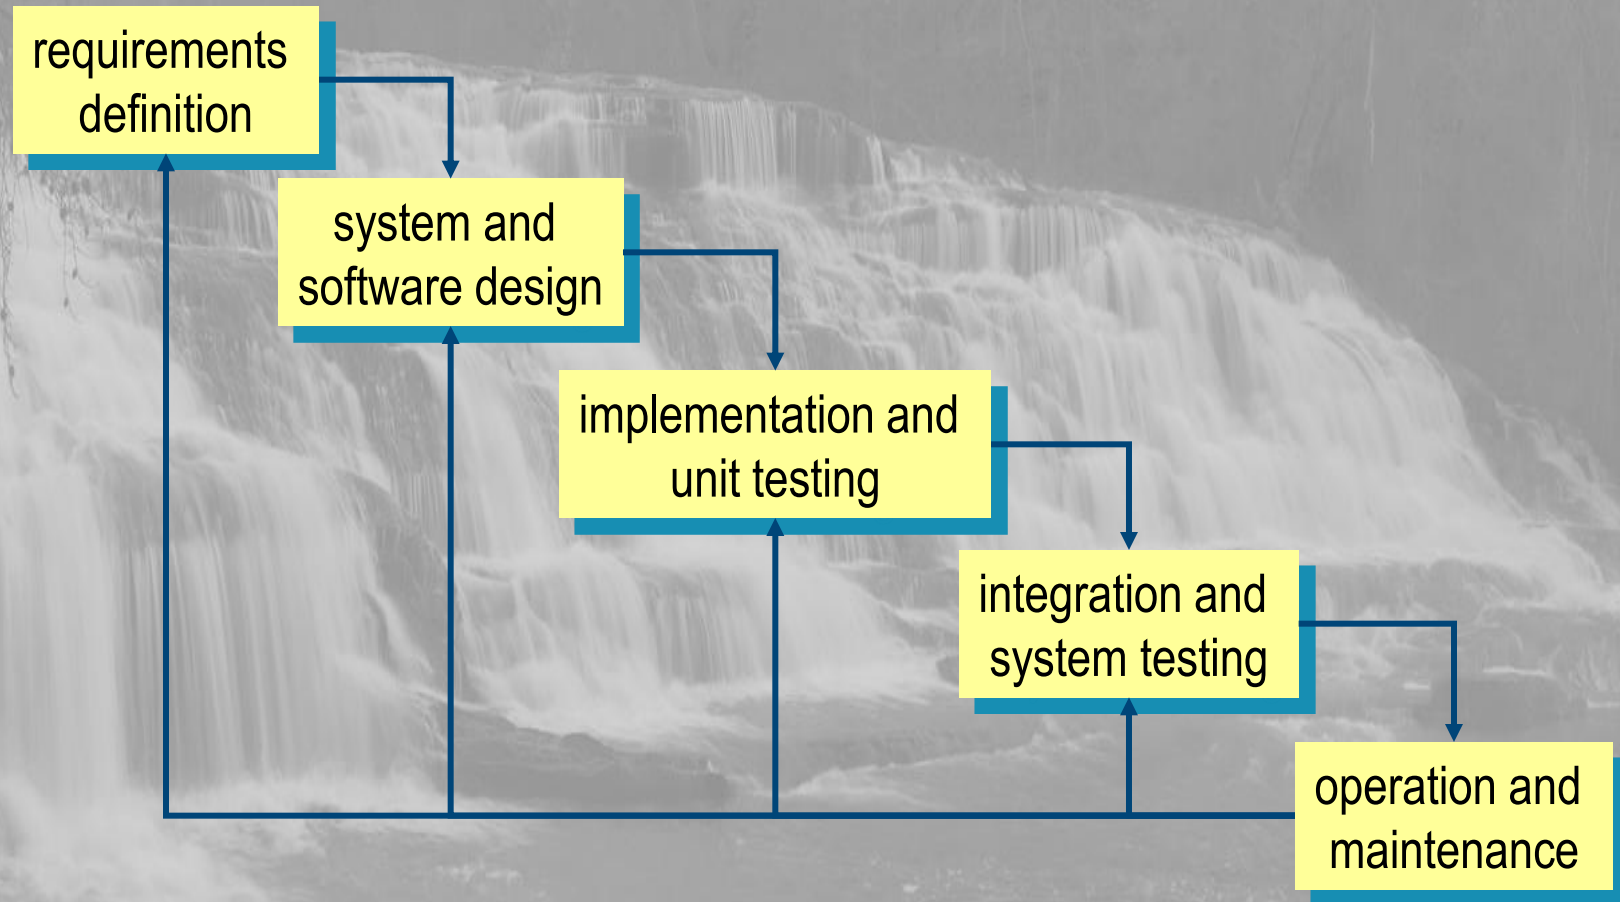 requirements
definition
system and
software design
implementation and
unit testing
integration and
system testing
operation and
maintenance